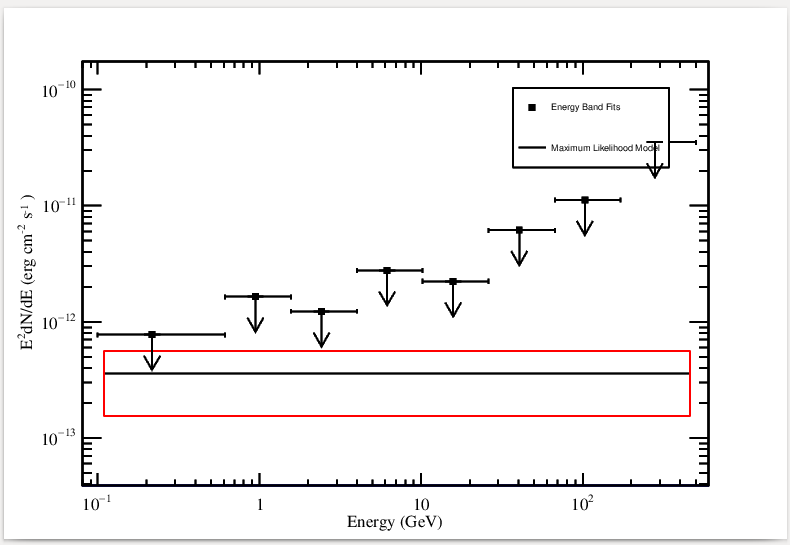 10⁻¹⁰
10⁻¹¹
10⁻¹²
10⁻¹³
E²dN/dE (erg cm⁻² s⁻¹ )
Energy Band Fits
Maximum Likelihood Model
10⁻¹ 1 10 10²
Energy (GeV)